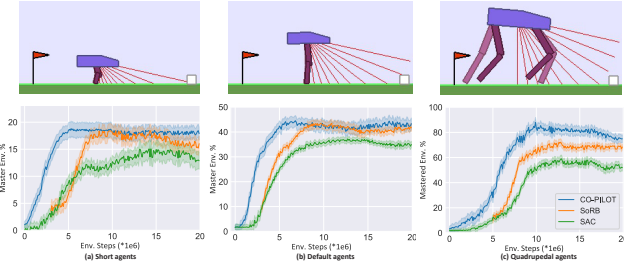 Master Env. %
20
15
10
5
0
0
5
10
15
20
Env. Steps (*1e6)
(a) Short agents
Master Env. %
50
40
30
20
10
0
0
5
10
15
20
Env. Steps (*1e6)
(b) Default agents
Mastered Env. %
100
80
60
40
20
0
0
5
10
15
20
CO-PILOT
SoRB
SAC
Env. Steps (*1e6)
(c) Quadrupedal agents